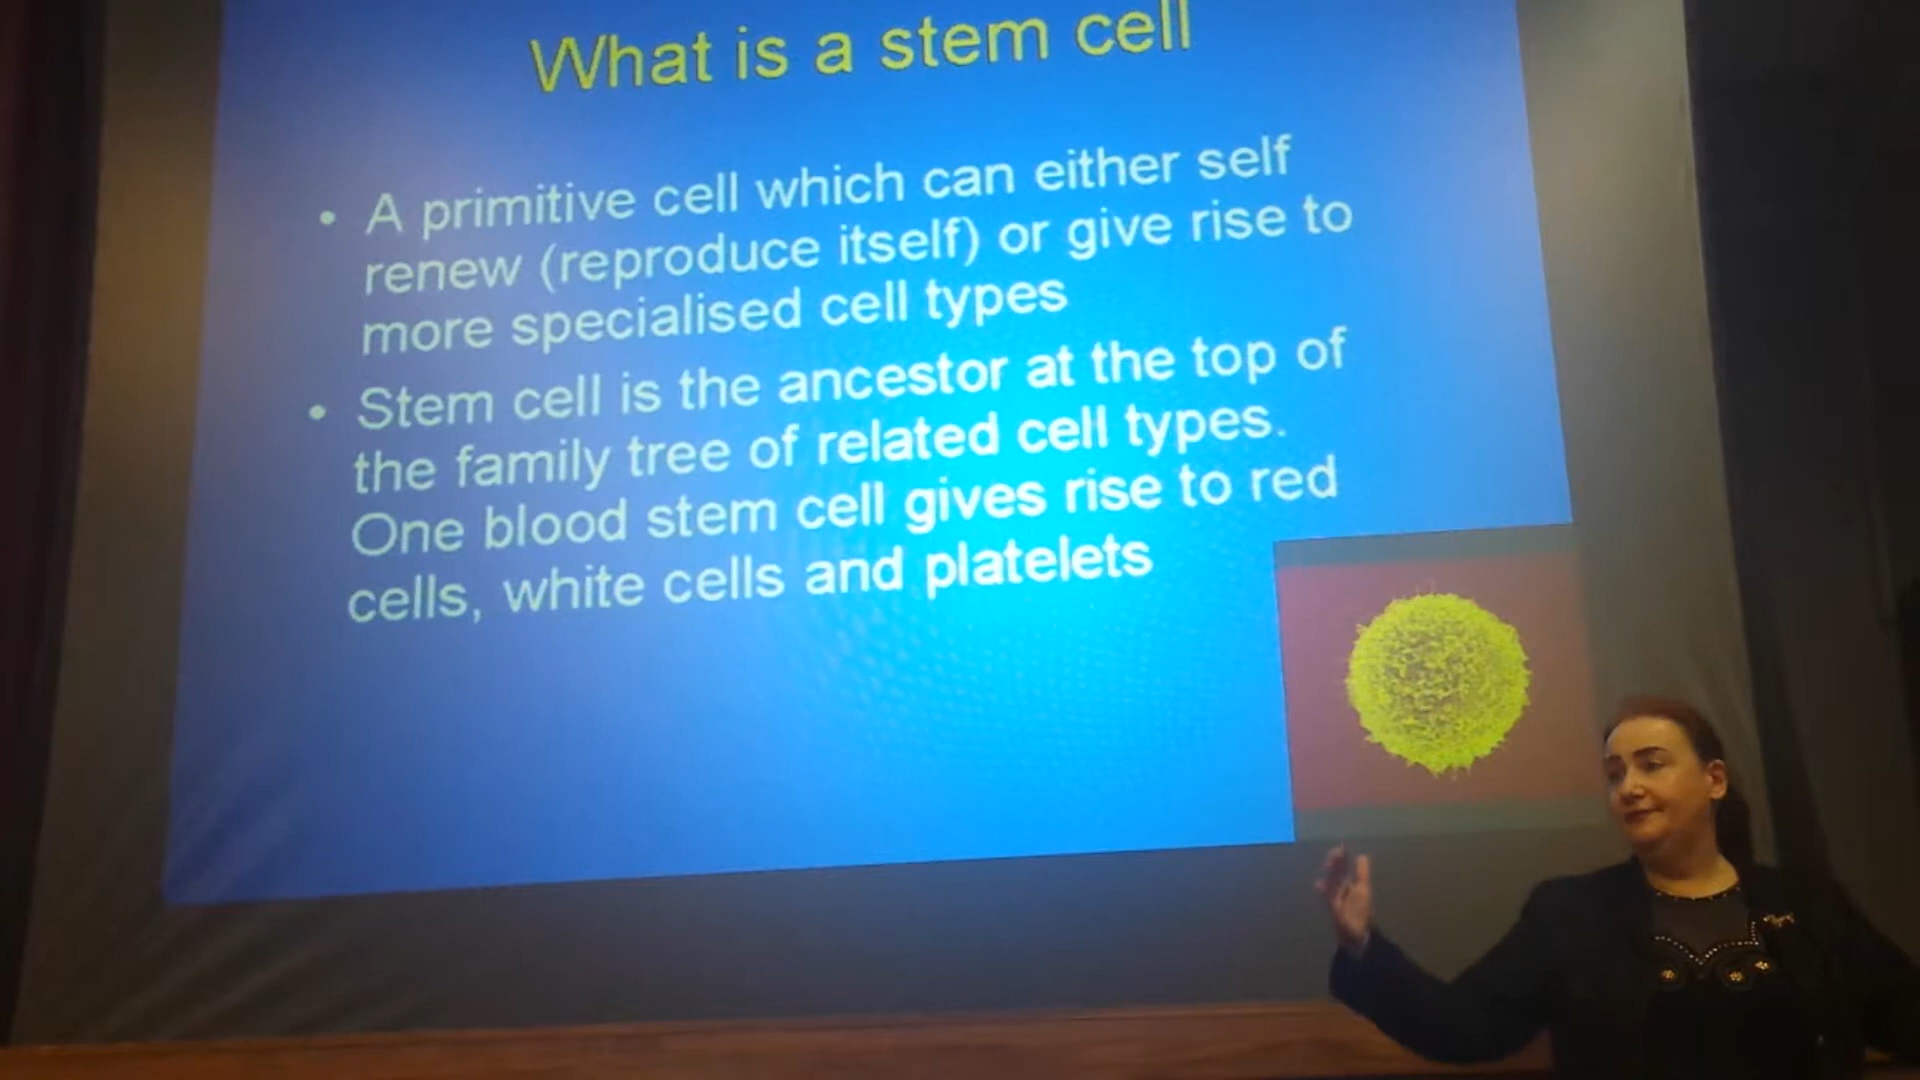 What is a stem cell
• A primitive cell which can either self
renew (reproduce itself) or give rise to
more specialised cell types
• Stem cell is the ancestor at the top of
the family tree of related cell types.
One blood stem cell gives rise to red
cells, white cells and platelets